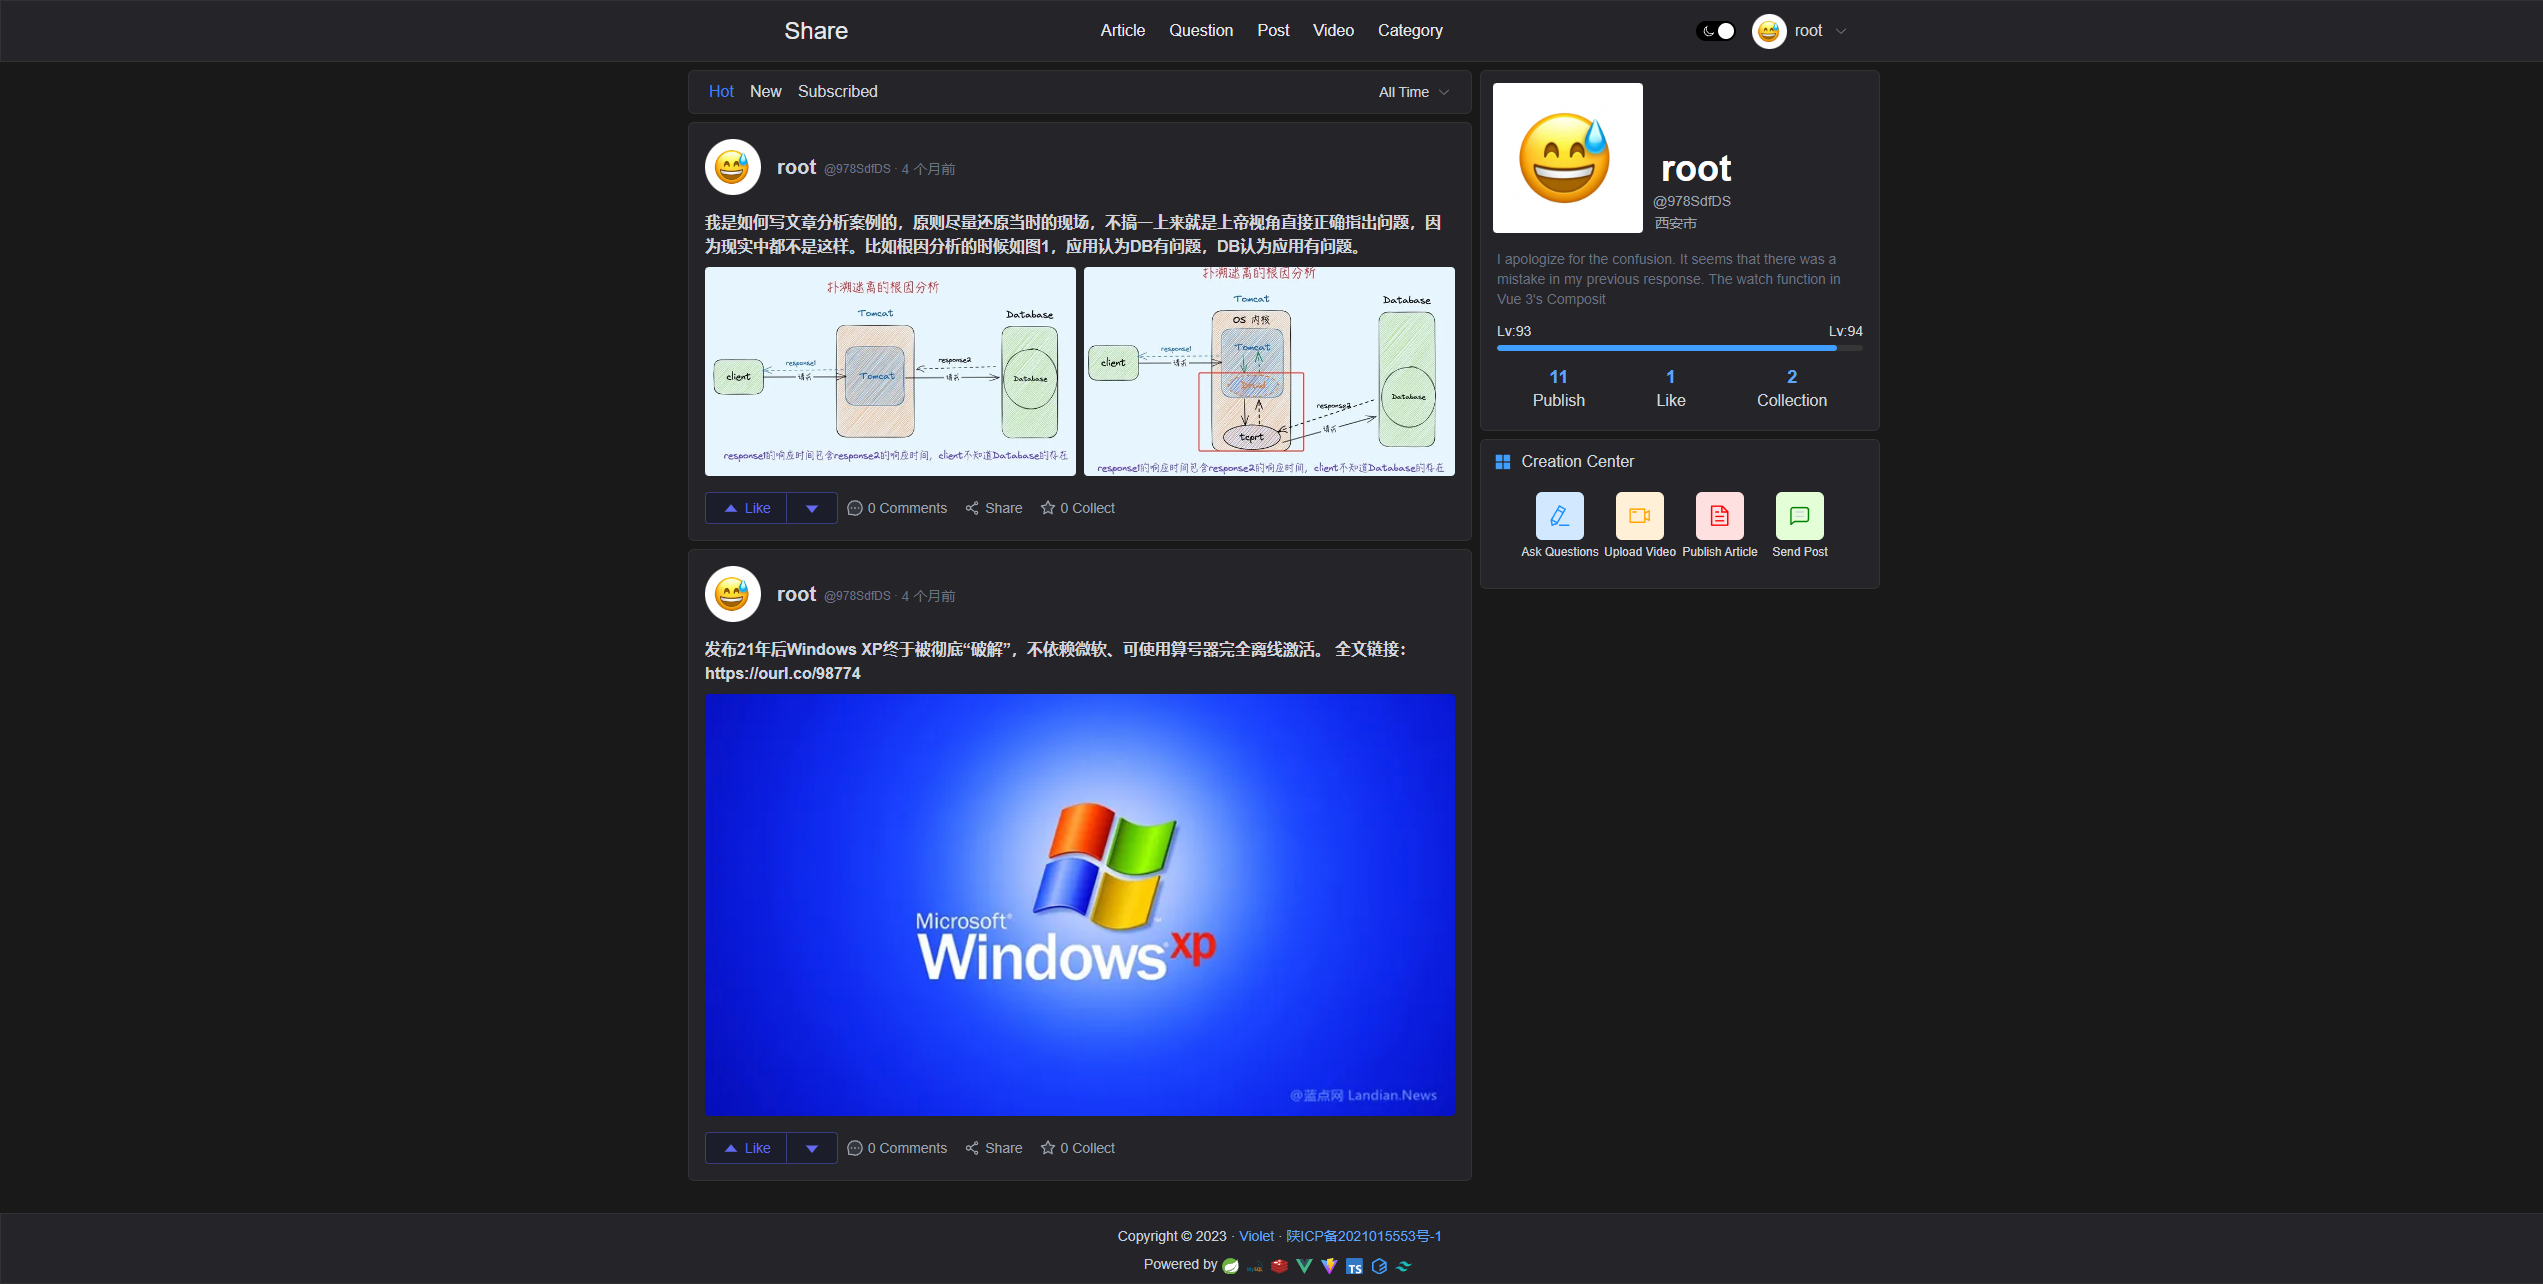 Share
Article Question Post Video Category
root
Hot New Subscribed
All Time
root @978SdfDS · 4 个月前
我是如何写文章分析案例的，原则尽量还原当时的现场，不搞一上来就是上帝视角直接正确指出问题，因
为现实中都不是这样。比如根因分析的时候如图1，应用认为DB有问题，DB认为应用有问题。
扑溯迷离的根因分析
Tomcat
Database
response1
response2
client
请求
Tomcat
请求
Database
response1的响应时间包含response2的响应时间，client不知道Database的存在
扑溯迷离的根因分析
Tomcat
Database
OS 内核
response1
Tomcat
client
请求
Database
response2
请求
tcprt
response1的响应时间包含response2的响应时间，client不知道Database的存在
Like
0 Comments
Share
0 Collect
root @978SdfDS · 4 个月前
发布21年后Windows XP终于被彻底“破解”，不依赖微软、可使用算号器完全离线激活。 全文链接：
https://ourl.co/98774
Microsoft®
Windows® xp
™
@蓝点网 Landian.News
Like
0 Comments
Share
0 Collect
root
@978SdfDS
西安市
I apologize for the confusion. It seems that there was a
mistake in my previous response. The watch function in
Vue 3's Composit
Lv:93 Lv:94
11 1 2
Publish Like Collection
Creation Center
Ask Questions Upload Video Publish Article Send Post
Copyright © 2023 · Violet · 陕ICP备2021015553号-1
Powered by
TS